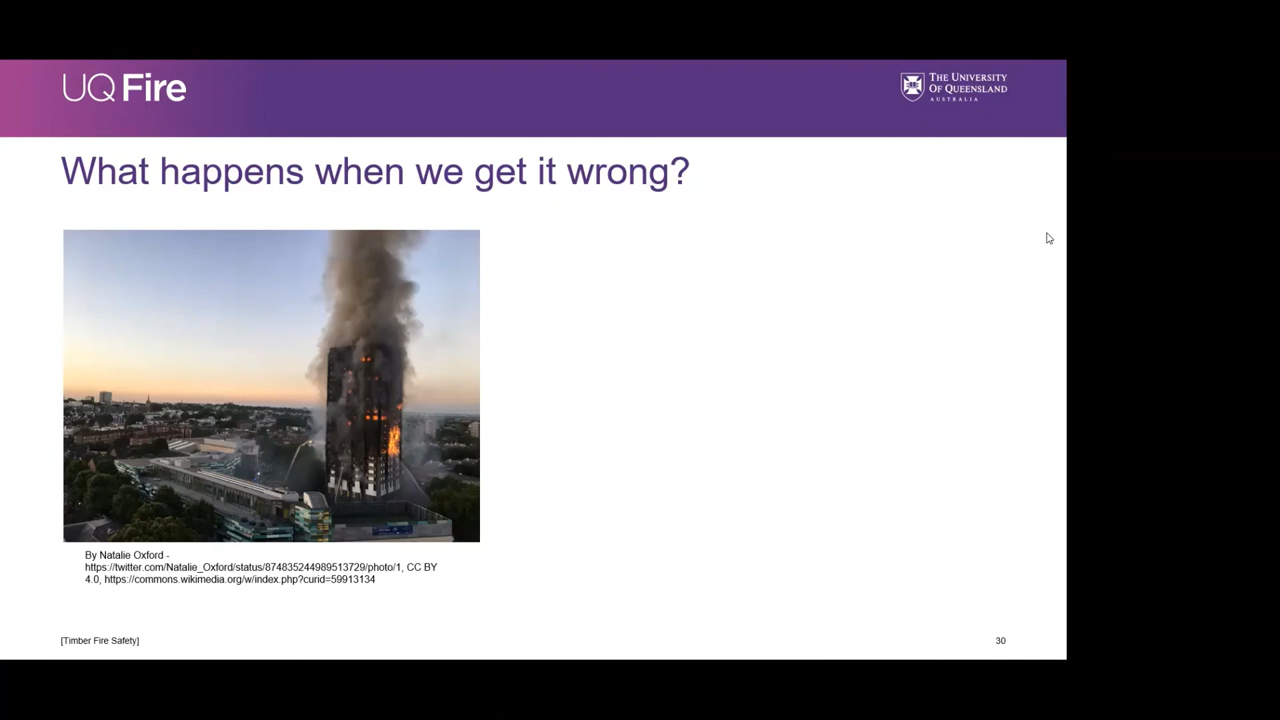 UQ Fire
THE UNIVERSITY
OF QUEENSLAND
AUSTRALIA
What happens when we get it wrong?
By Natalie Oxford -
https://twitter.com/Natalie_Oxford/status/874835244989513729/photo/1, CC BY
4.0, https://commons.wikimedia.org/w/index.php?curid=59913134
[Timber Fire Safety]
30